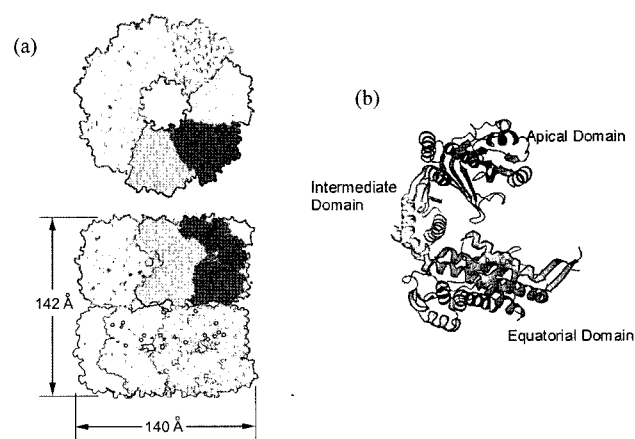 (a)
(b)
Apical Domain
Intermediate
Domain
142 Å
Equatorial Domain
140 Å